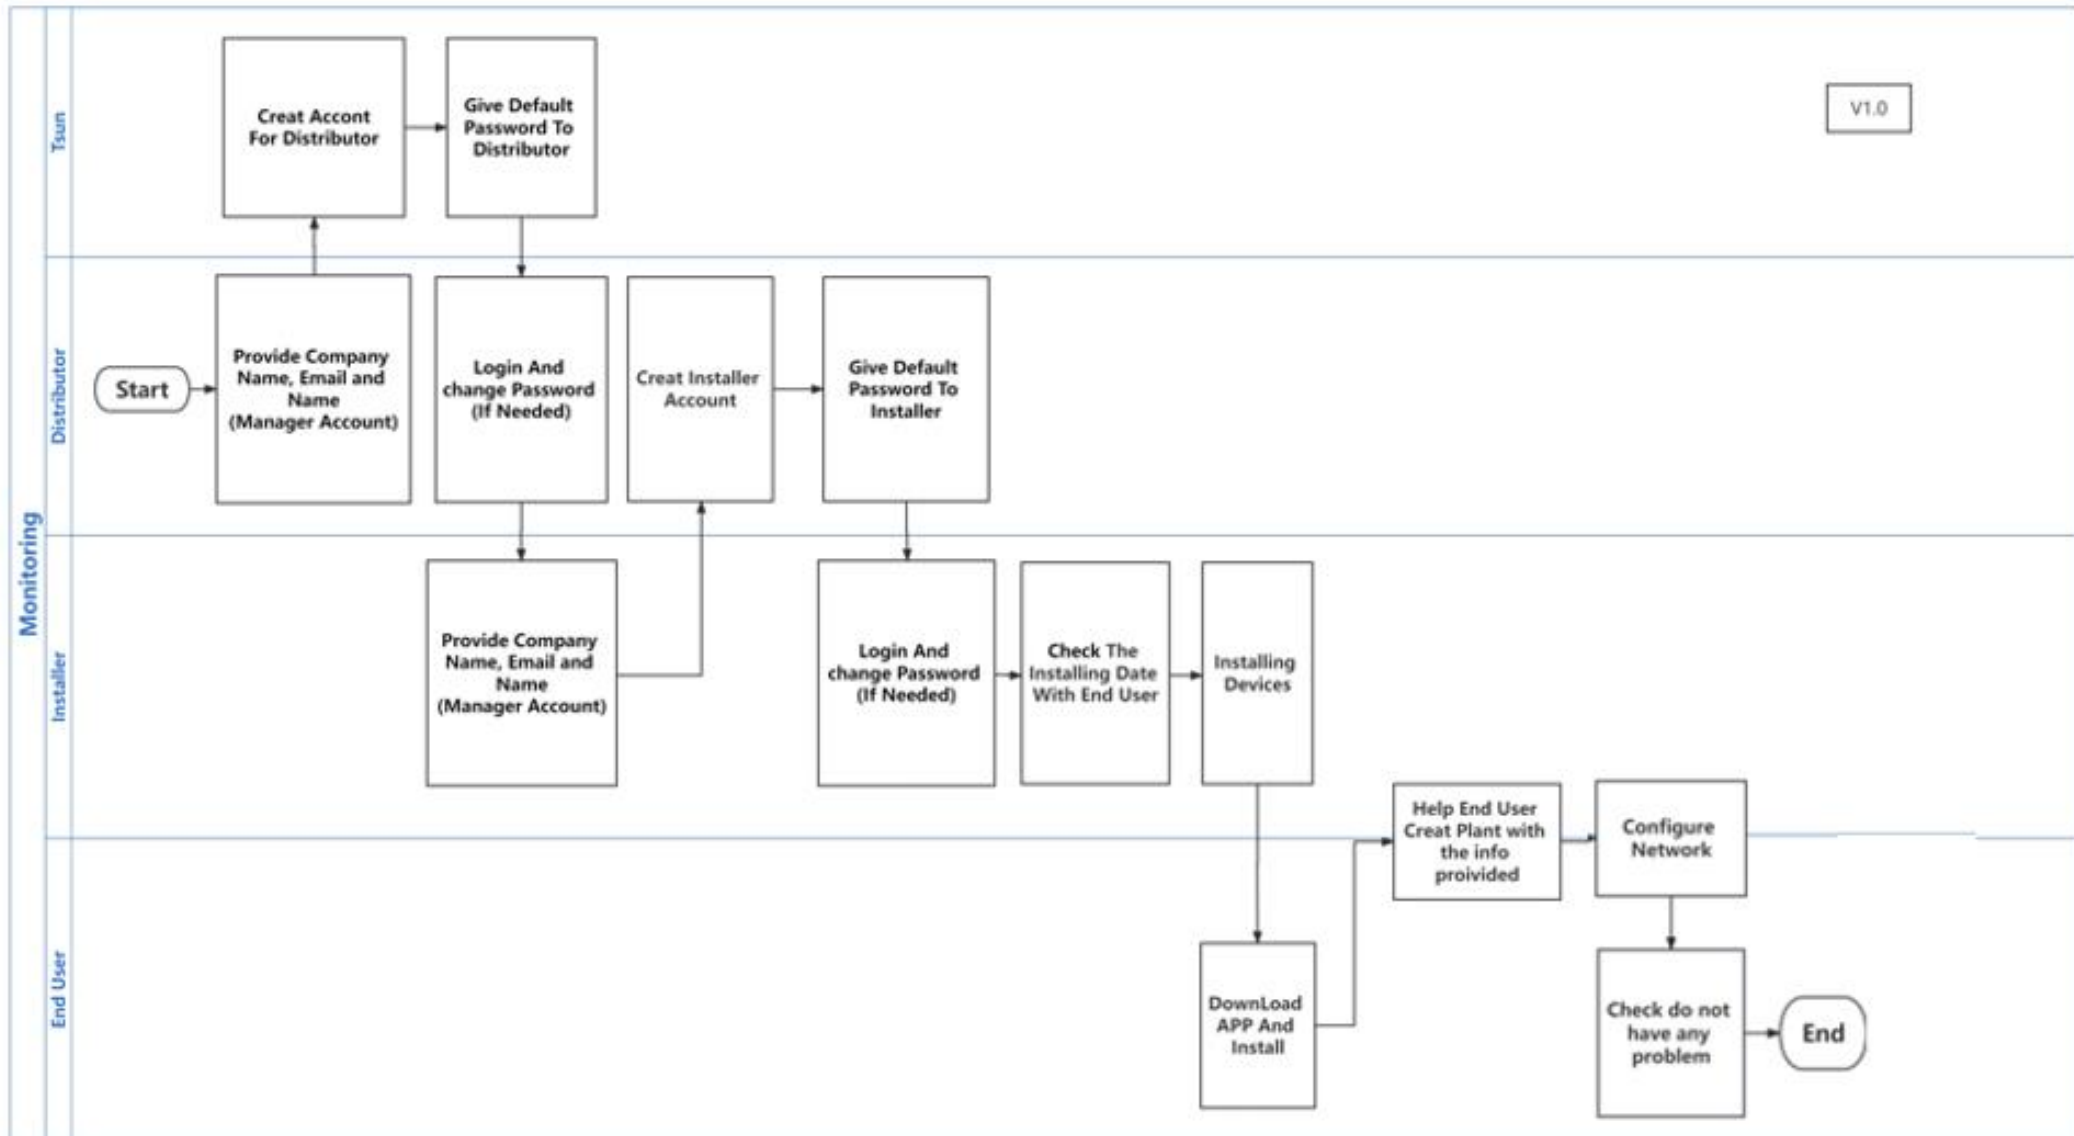 Monitoring
Tsun
Creat Accont
For Distributor
Give Default
Password To
Distributor
V1.0
Distributor
Start
Provide Company
Name, Email and
Name
(Manager Account)
Login And
change Password
(If Needed)
Creat Installer
Account
Give Default
Password To
Installer
Installer
Provide Company
Name, Email and
Name
(Manager Account)
Login And
change Password
(If Needed)
Check The
Installing Date
With End User
Installing
Devices
Help End User
Creat Plant with
the info
proivided
Configure
Network
End User
DownLoad
APP And
Install
Check do not
have any
problem
End